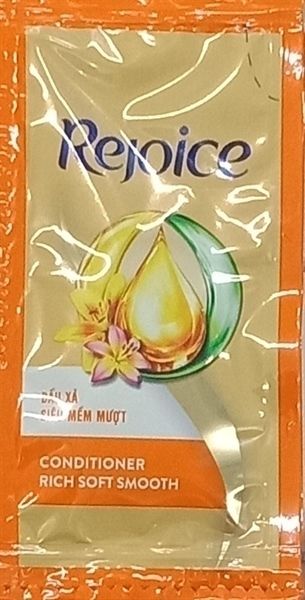 Rejoice
DẦU XẢ
SIÊU MỀM MƯỢT
CONDITIONER
RICH SOFT SMOOTH